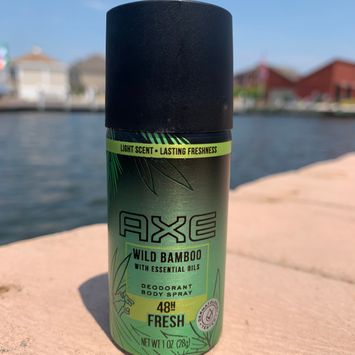 LIGHT SCENT • LASTING FRESHNESS
AXE
WILD BAMBOO
WITH ESSENTIAL OILS
DEODORANT
BODY SPRAY
48H
FRESH
NET WT 1 OZ (28g)